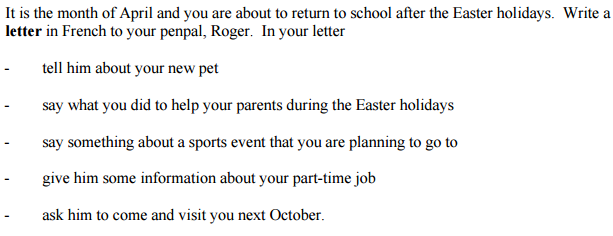 It is the month of April and you are about to return to school after the Easter holidays.  Write a
letter in French to your penpal, Roger.  In your letter
- tell him about your new pet
- say what you did to help your parents during the Easter holidays
- say something about a sports event that you are planning to go to
- give him some information about your part-time job
- ask him to come and visit you next October.